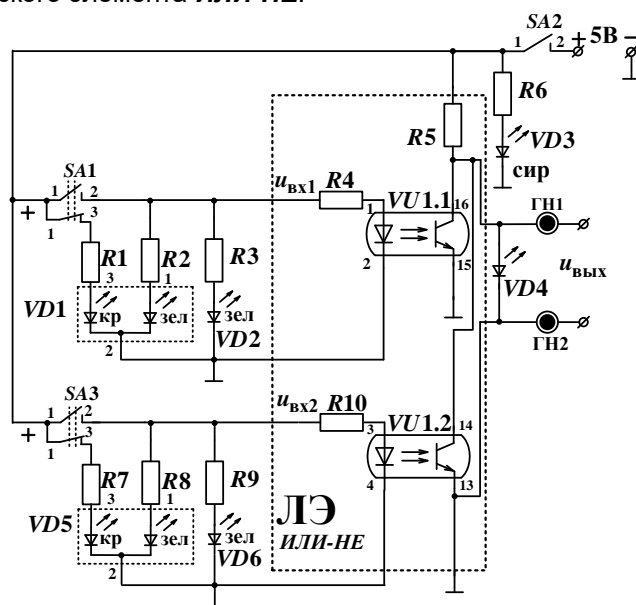 ского элемента ИЛИ-НЕ.
SA2
1 2 + 5В −
R6
R5
VD3
сир
SA1
1 2
3
+
1
uвх1 R4
VU1.1
1 16
2 15
ГН1
uвых
VD4
ГН2
R1 R2 R3
3 1
VD1 кр зел зел
VD2
2
SA3
1 2
3
+
1
uвх2 R10
VU1.2
3 14
4 13
R7 R8 R9
3 1
VD5 кр зел зел
VD6
2
ЛЭ
ИЛИ-НЕ